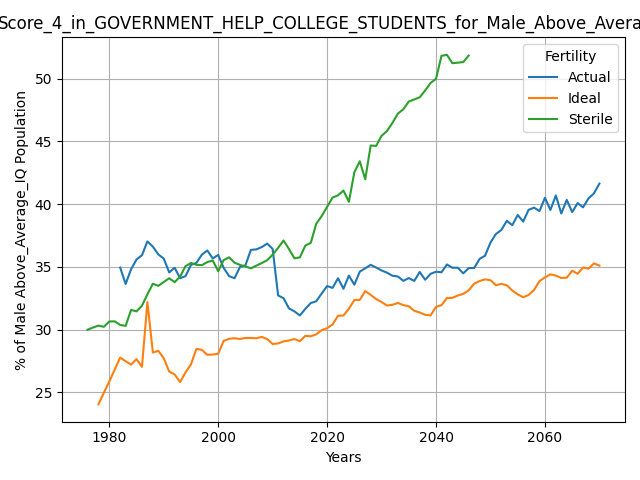 Score_4_in_GOVERNMENT_HELP_COLLEGE_STUDENTS_for_Male_Above_Avera
% of Male Above_Average_IQ Population
50
45
40
35
30
25
Fertility
Actual
Ideal
Sterile
1980 2000 2020 2040 2060
Years